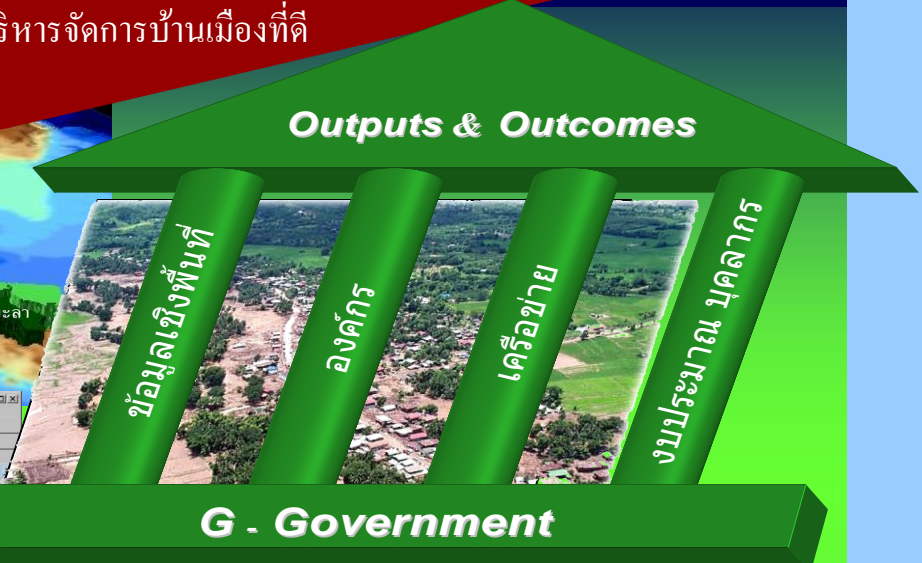 ริหารจัดการบ้านเมืองที่ดี
Outputs & Outcomes
ข้อมูลเชิงพื้นที่
องค์กร
เครือข่าย
งบประมาณ บุคลากร
ะลา
G - Government